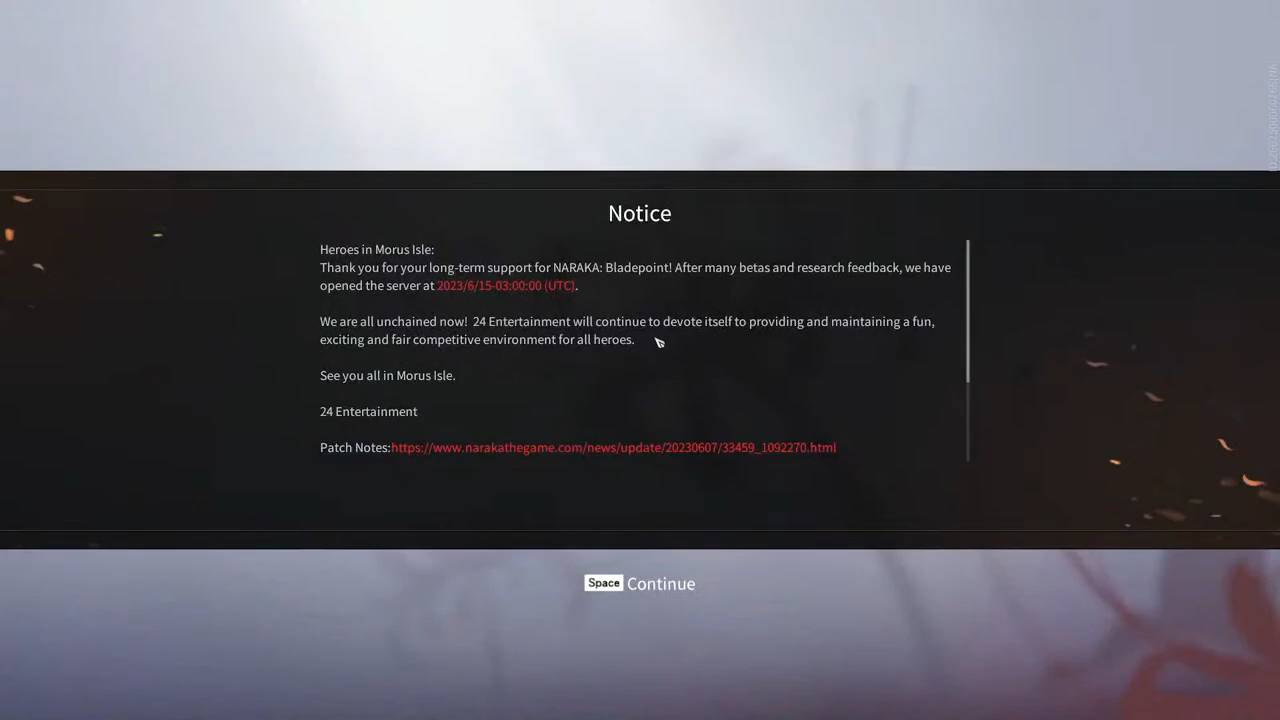 Notice
Heroes in Morus Isle:
Thank you for your long-term support for NARAKA: Bladepoint! After many betas and research feedback, we have
opened the server at 2023/6/15-03:00:00 (UTC).
We are all unchained now!  24 Entertainment will continue to devote itself to providing and maintaining a fun,
exciting and fair competitive environment for all heroes.
See you all in Morus Isle.
24 Entertainment
Patch Notes:https://www.narakathegame.com/news/update/20230607/33459_1092270.html
Space Continue